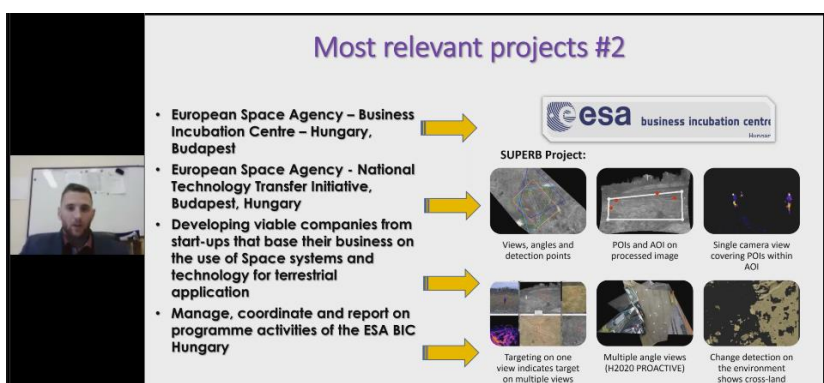 Most relevant projects #2
• European Space Agency – Business
Incubation Centre – Hungary,
Budapest
• European Space Agency - National
Technology Transfer Initiative,
Budapest, Hungary
• Developing viable companies from
start-ups that base their business on
the use of Space systems and
technology for terrestrial
application
• Manage, coordinate and report on
programme activities of the ESA BIC
Hungary
esa business incubation centre
SUPERB Project:
Views, angles and
detection points
POIs and AOI on
processed image
Single camera view
covering POIs within
AOI
Targeting on one
view indicates target
on multiple views
Multiple angle views
(H2020 PROACTIVE)
Change detection on
the environment
shows cross-land